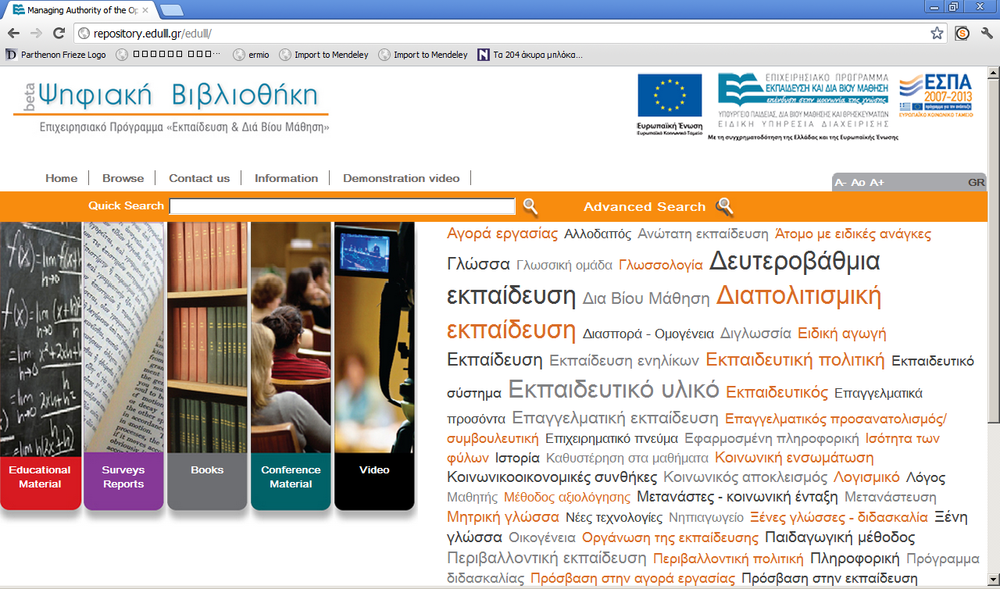 Managing Authority of the Op
repository.edulll.gr/edulll/
Parthenon Frieze Logo
ermio
Import to Mendeley
Import to Mendeley
Τα 204 άκυρα μπλόκα...
beta Ψηφιακή Βιβλιοθήκη
Επιχειρησιακό Πρόγραμμα «Εκπαίδευση & Διά Βίου Μάθηση»
Ευρωπαϊκή Ένωση
Ευρωπαϊκό Κοινωνικό Ταμείο
ΕΠΙΧΕΙΡΗΣΙΑΚΟ ΠΡΟΓΡΑΜΜΑ
ΕΚΠΑΙΔΕΥΣΗ ΚΑΙ ΔΙΑ ΒΙΟΥ ΜΑΘΗΣΗ
επένδυση στην κοινωνία της γνώσης
ΥΠΟΥΡΓΕΙΟ ΠΑΙΔΕΙΑΣ, ΔΙΑ ΒΙΟΥ ΜΑΘΗΣΗΣ ΚΑΙ ΘΡΗΣΚΕΥΜΑΤΩΝ
ΕΙΔΙΚΗ ΥΠΗΡΕΣΙΑ ΔΙΑΧΕΙΡΙΣΗΣ
Με τη συγχρηματοδότηση της Ελλάδας και της Ευρωπαϊκής Ένωσης
ΕΣΠΑ
2007-2013
ΕΥΡΩΠΑΪΚΟ ΚΟΙΝΩΝΙΚΟ ΤΑΜΕΙΟ
Home Browse Contact us Information Demonstration video
A- Ao A+ GR
Quick Search Advanced Search
Educational
Material
Surveys
Reports
Books
Conference
Material
Video
Αγορά εργασίας Αλλοδαπός Ανώτατη εκπαίδευση Άτομο με ειδικές ανάγκες
Γλώσσα Γλωσσική ομάδα Γλωσσολογία Δευτεροβάθμια
εκπαίδευση Δια Βίου Μάθηση Διαπολιτισμική
εκπαίδευση Διασπορά - Ομογένεια Διγλωσσία Ειδική αγωγή
Εκπαίδευση Εκπαίδευση ενηλίκων Εκπαιδευτική πολιτική Εκπαιδευτικό
σύστημα Εκπαιδευτικό υλικό Εκπαιδευτικός Επαγγελματικά
προσόντα Επαγγελματική εκπαίδευση Επαγγελματικός προσανατολισμός/
συμβουλευτική Επιχειρηματικό πνεύμα Εφαρμοσμένη πληροφορική Ισότητα των
φύλων Ιστορία Καθυστέρηση στα μαθήματα Κοινωνική ενσωμάτωση
Κοινωνικοοικονομικές συνθήκες Κοινωνικός αποκλεισμός Λογισμικό Λόγος
Μαθητής Μέθοδος αξιολόγησης Μετανάστες - κοινωνική ένταξη Μετανάστευση
Μητρική γλώσσα Νέες τεχνολογίες Νηπιαγωγείο Ξένες γλώσσες - διδασκαλία Ξένη
γλώσσα Οικογένεια Οργάνωση της εκπαίδευσης Παιδαγωγική μέθοδος
Περιβαλλοντική εκπαίδευση Περιβαλλοντική πολιτική Πληροφορική Πρόγραμμα
διδασκαλίας Πρόσβαση στην αγορά εργασίας Πρόσβαση στην εκπαίδευση